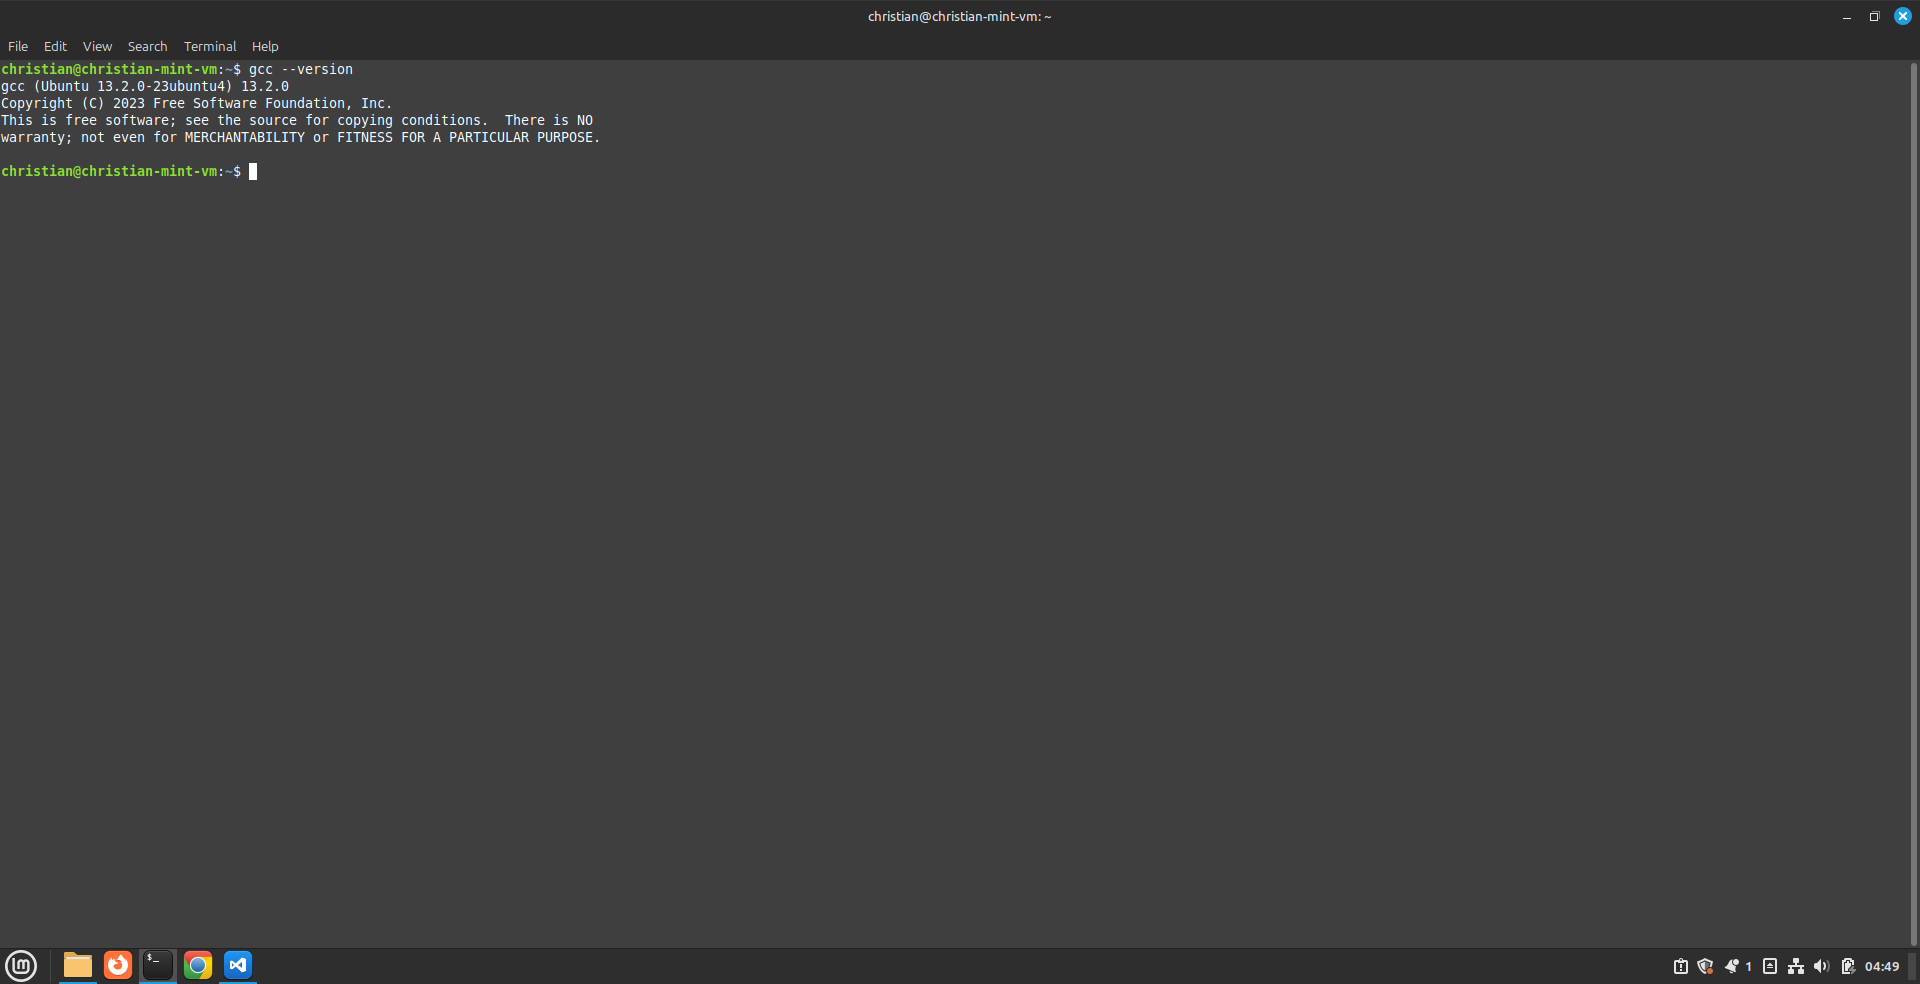 christian@christian-mint-vm: ~
File Edit View Search Terminal Help
christian@christian-mint-vm:~$ gcc --version
gcc (Ubuntu 13.2.0-23ubuntu4) 13.2.0
Copyright (C) 2023 Free Software Foundation, Inc.
This is free software; see the source for copying conditions.  There is NO
warranty; not even for MERCHANTABILITY or FITNESS FOR A PARTICULAR PURPOSE.
christian@christian-mint-vm:~$
$_
1
04:49